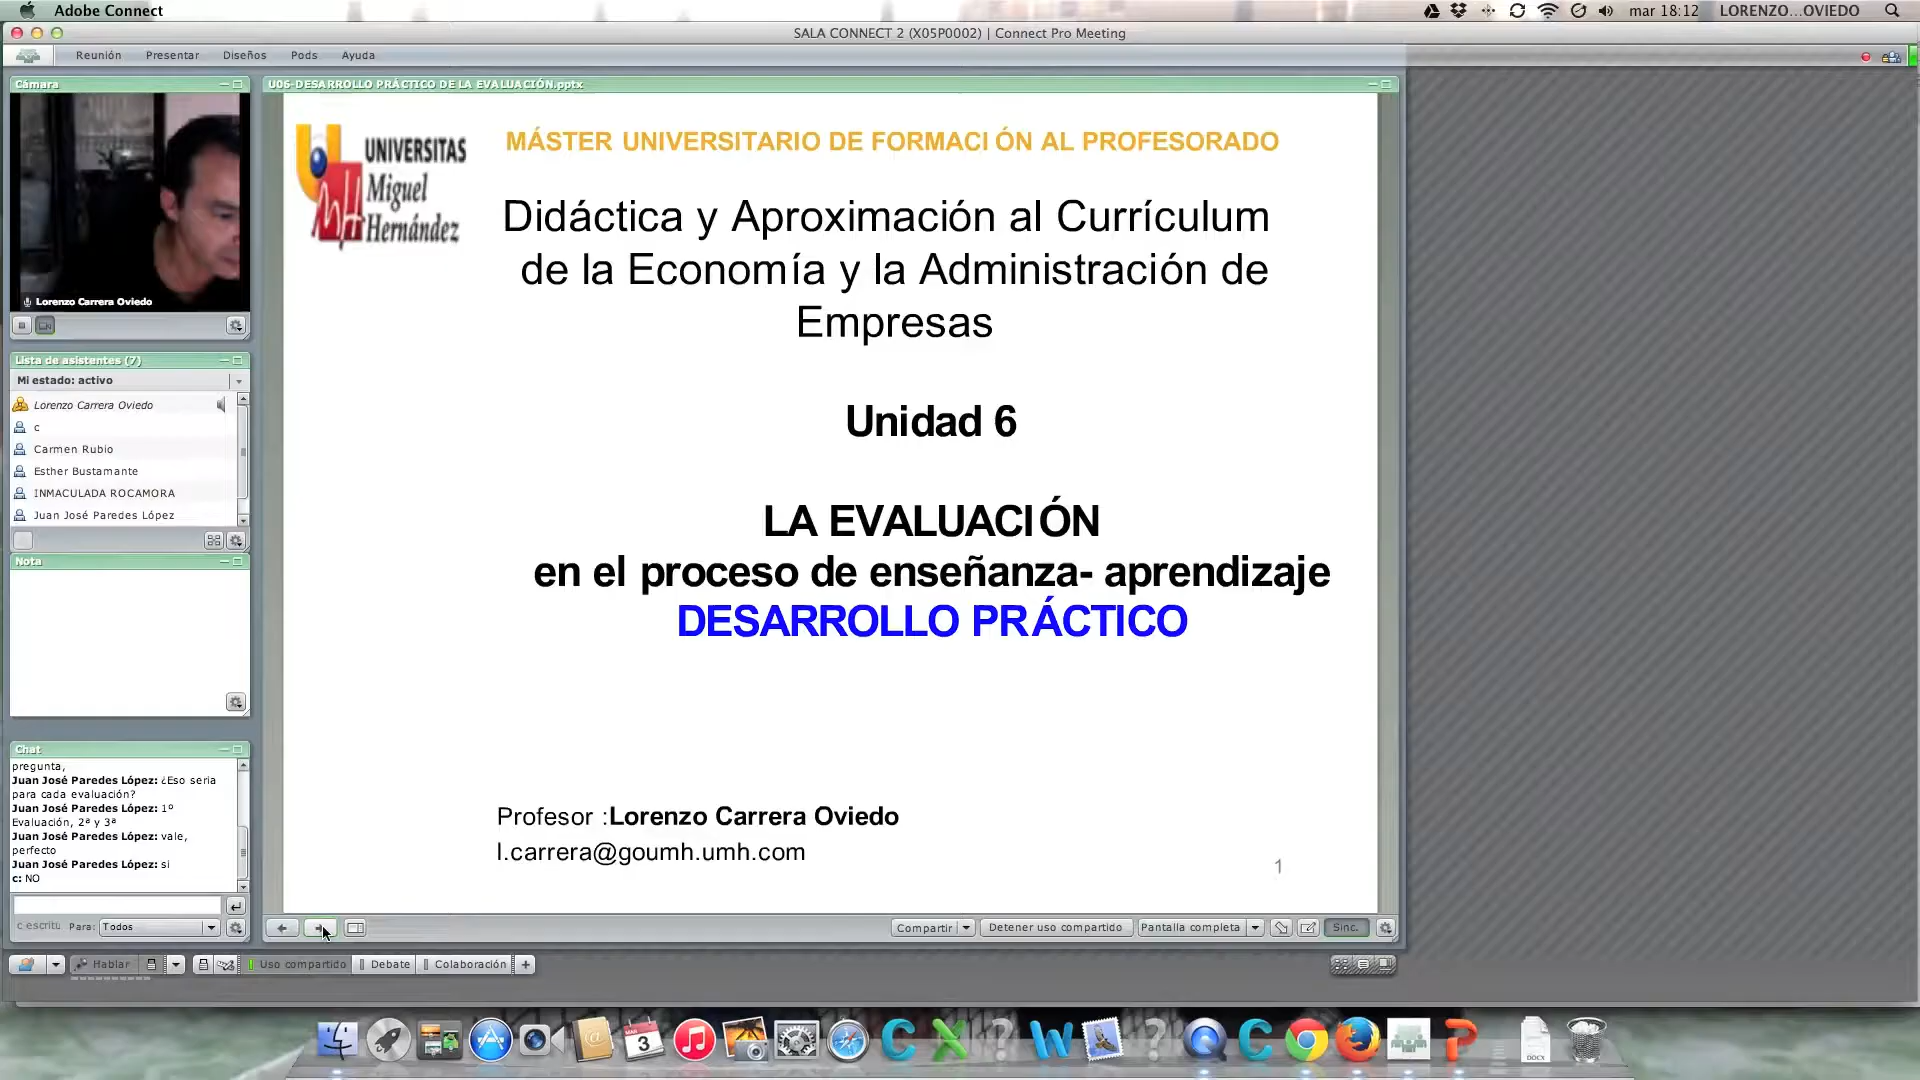 Adobe Connect
mar 18:12
LORENZO...OVIEDO
SALA CONNECT 2 (X05P0002) | Connect Pro Meeting
Reunión
Presentar
Diseños
Pods
Ayuda
Cámara
Lorenzo Carrera Oviedo
Lista de asistentes (7)
Mi estado: activo
Lorenzo Carrera Oviedo
c
Carmen Rubio
Esther Bustamante
INMACULADA ROCAMORA
Juan José Paredes López
Nota
Chat
pregunta,
Juan José Paredes López: ¿Eso seria
para cada evaluación?
Juan José Paredes López: 1º
Evaluación, 2ª y 3ª
Juan José Paredes López: vale,
perfecto
Juan José Paredes López: si
c: NO
Para: Todos
U06-DESARROLLO PRÁCTICO DE LA EVALUACIÓN.pptx
UNIVERSITAS
Miguel
Hernández
MÁSTER UNIVERSITARIO DE FORMACIÓN AL PROFESORADO
Didáctica y Aproximación al Currículum
de la Economía y la Administración de
Empresas
Unidad 6
LA EVALUACIÓN
en el proceso de enseñanza- aprendizaje
DESARROLLO PRÁCTICO
Profesor :Lorenzo Carrera Oviedo
l.carrera@goumh.umh.com
1
Compartir
Detener uso compartido
Pantalla completa
Sinc.
Hablar
Uso compartido
Debate
Colaboración
MAR
3
DOCX